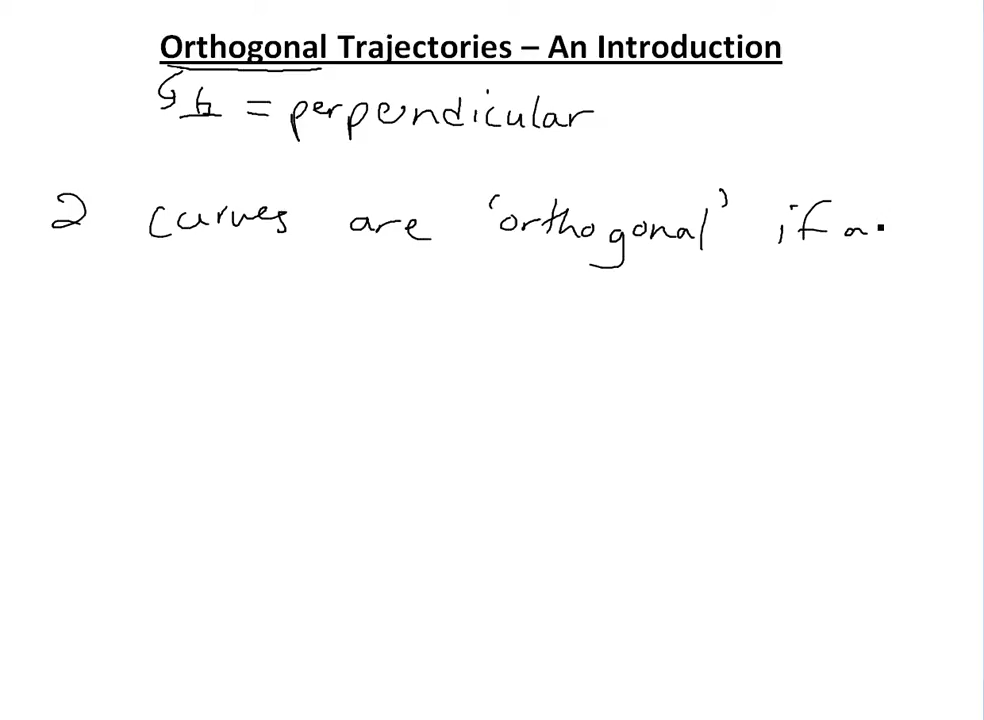 Orthogonal Trajectories – An Introduction
⊥ = perpendicular
2 curves are 'orthogonal' if a